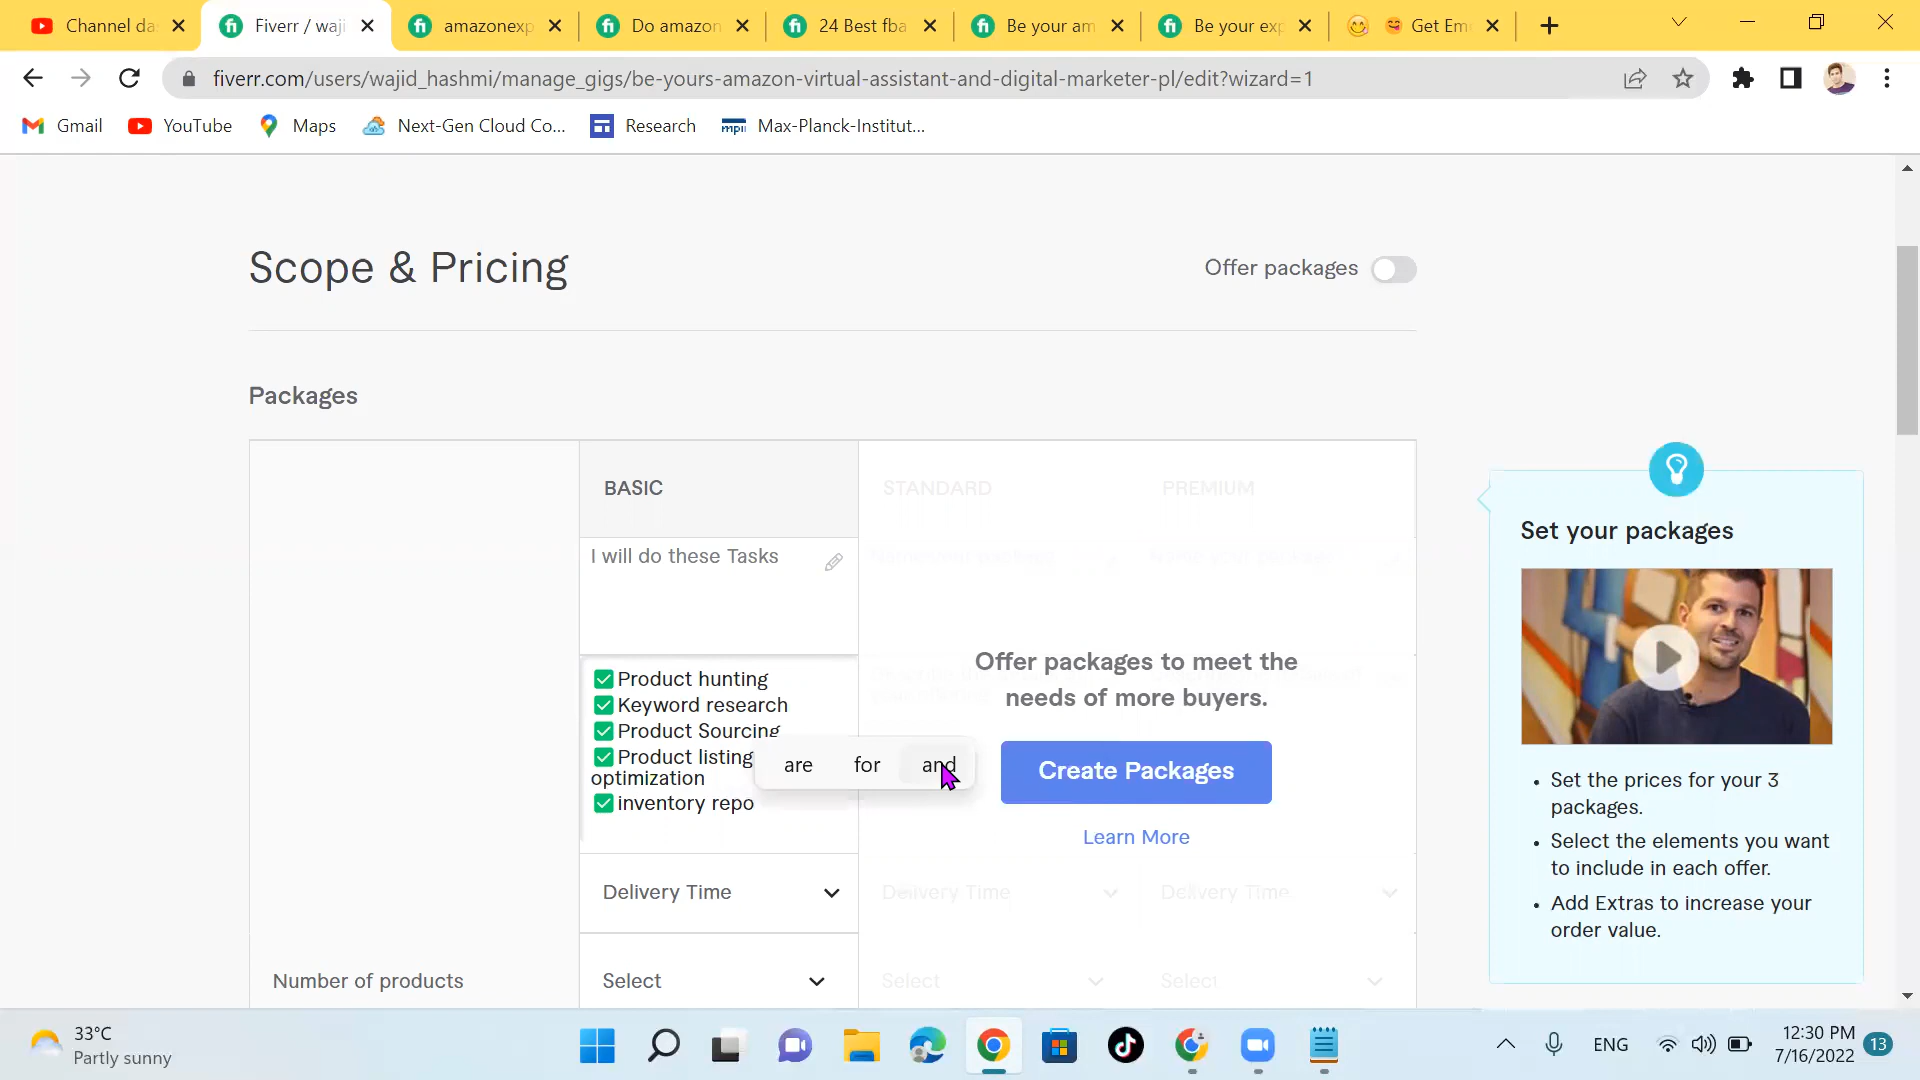 Channel da
Fiverr / waji
amazonexp
Do amazon
24 Best fba
Be your am
Be your exp
Get Em
fiverr.com/users/wajid_hashmi/manage_gigs/be-yours-amazon-virtual-assistant-and-digital-marketer-pl/edit?wizard=1
Gmail
YouTube
Maps
Next-Gen Cloud Co...
Research
mpii
Max-Planck-Institut...
Scope & Pricing
Offer packages
Packages
BASIC
STANDARD
PREMIUM
I will do these Tasks
✅Product hunting
✅Keyword research
✅Product Sourcing
✅Product listing
optimization
✅inventory repo
are for and
Offer packages to meet the
needs of more buyers.
Create Packages
Learn More
Delivery Time
Delivery Time
Delivery Time
Number of products
Select
Select
Select
Set your packages
• Set the prices for your 3
packages.
• Select the elements you want
to include in each offer.
• Add Extras to increase your
order value.
33°C
Partly sunny
ENG
12:30 PM
7/16/2022
13